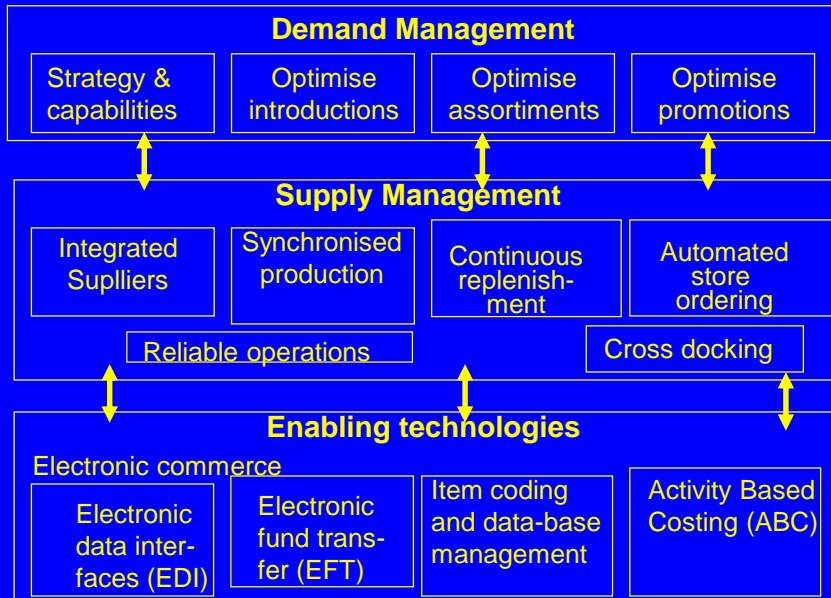 Demand Management
Strategy &
capabilities
Optimise
introductions
Optimise
assortiments
Optimise
promotions
Supply Management
Integrated
Suplliers
Synchronised
production
Continuous
replenish-
ment
Automated
store
ordering
Reliable operations
Cross docking
Enabling technologies
Electronic commerce
Electronic
data inter-
faces (EDI)
Electronic
fund trans-
fer (EFT)
Item coding
and data-base
management
Activity Based
Costing (ABC)